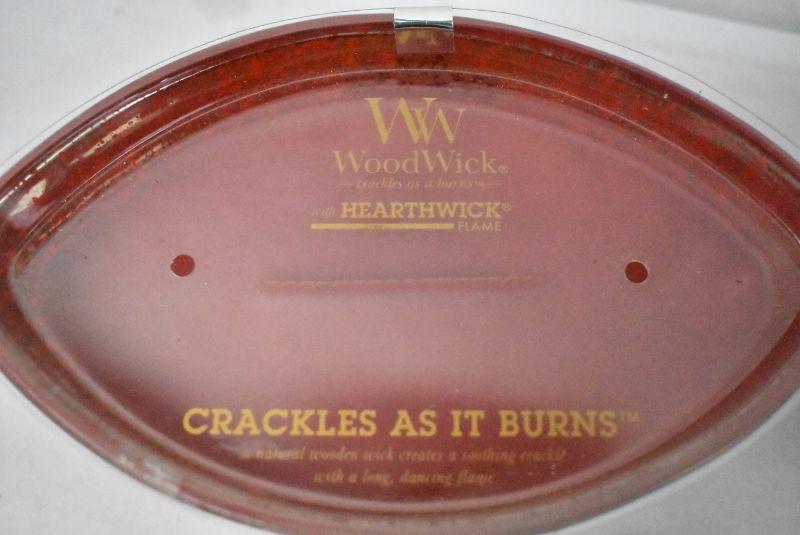 WW
WoodWick®
crackles as it burns™
with HEARTHWICK®
FLAME
CRACKLES AS IT BURNS™
a natural wooden wick creates a soothing crackle
with a long, dancing flame